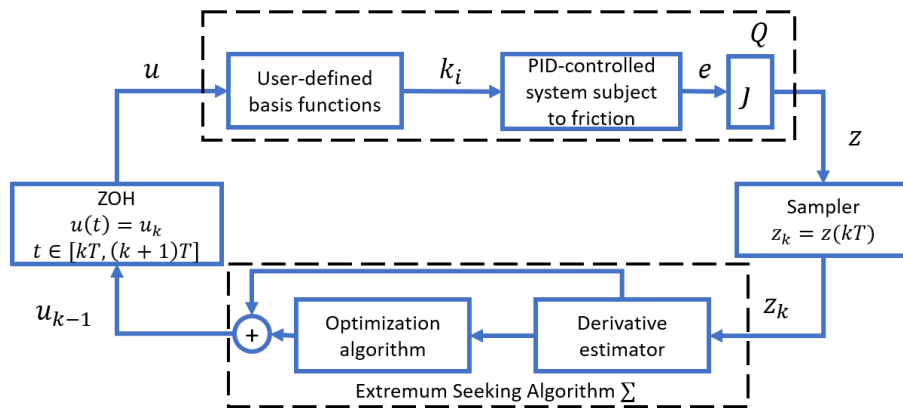 Q
u
User-defined
basis functions
k_i
PID-controlled
system subject
to friction
e
J
z
ZOH
u(t) = u_k
t ∈ [kT, (k + 1)T]
Sampler
z_k = z(kT)
u_{k−1}
+
Optimization
algorithm
Derivative
estimator
z_k
Extremum Seeking Algorithm ∑